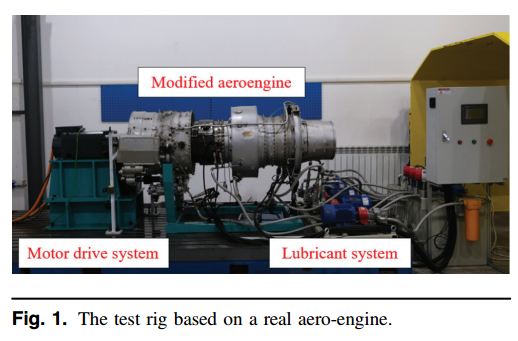 Modified aeroengine
Motor drive system
Lubricant system
Fig. 1. The test rig based on a real aero-engine.